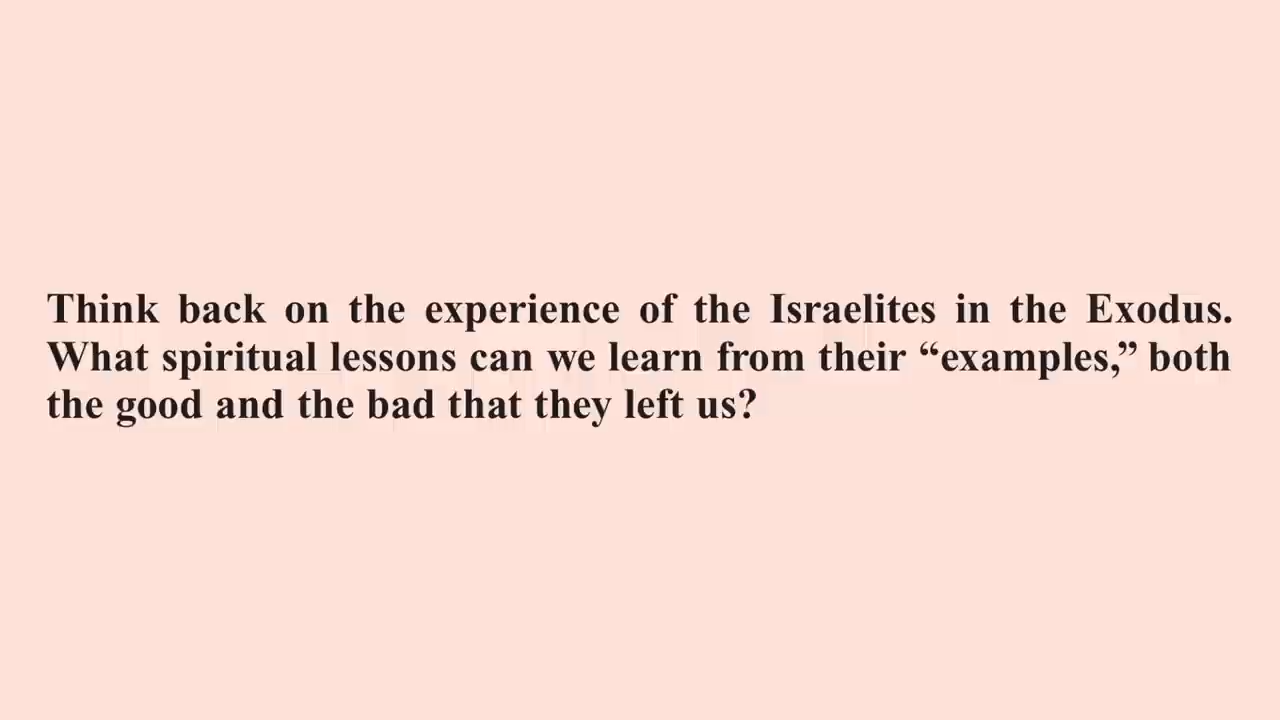 Think back on the experience of the Israelites in the Exodus.
What spiritual lessons can we learn from their “examples,” both
the good and the bad that they left us?